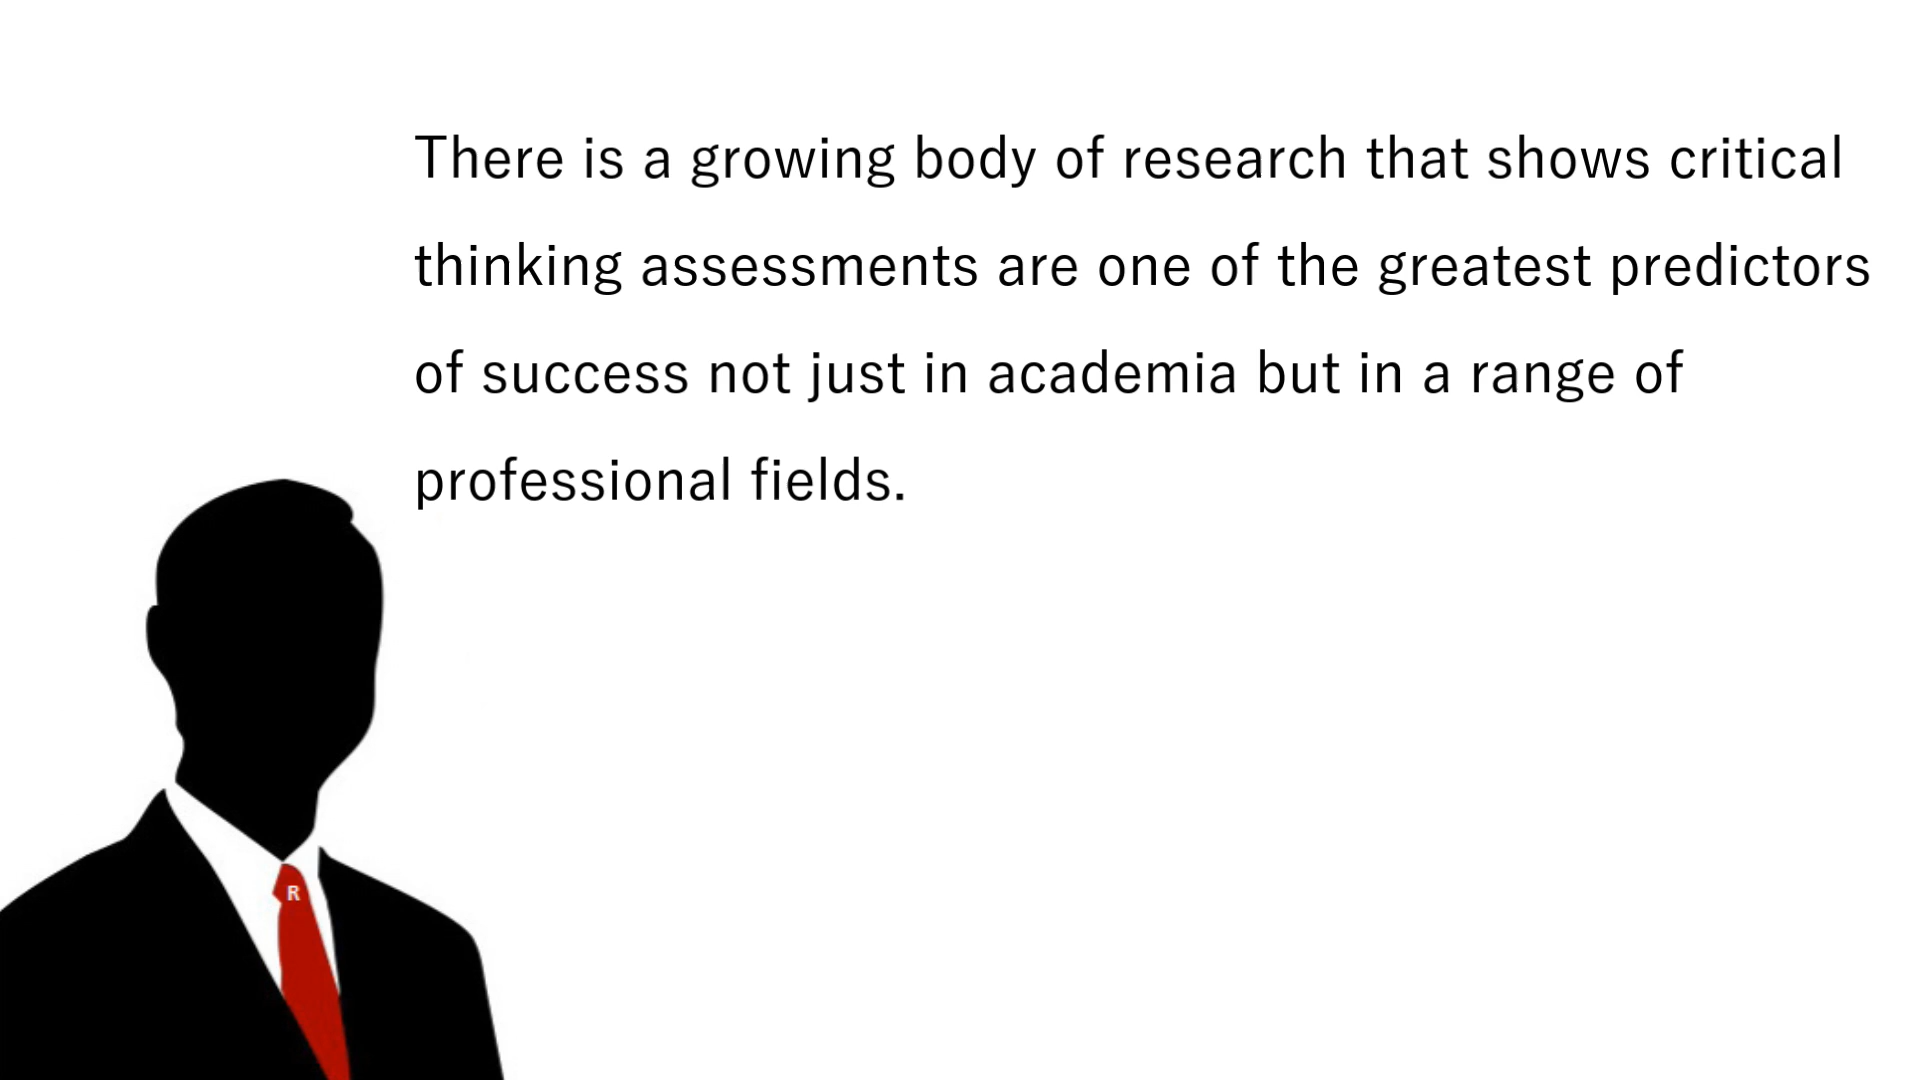 There is a growing body of research that shows critical
thinking assessments are one of the greatest predictors
of success not just in academia but in a range of
professional fields.
R